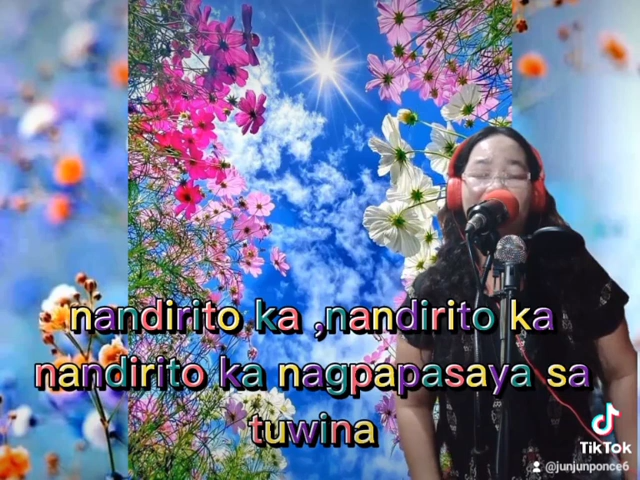 nandirito ka ,nandirito ka
nandirito ka nagpapasaya sa
tuwina
TikTok
@junjunponce6